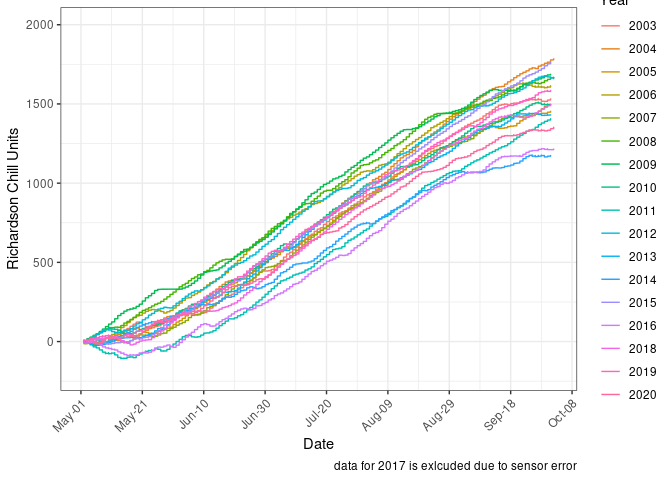 Year
2000
1500
1000
500
0
Richardson Chill Units
May-01
May-21
Jun-10
Jun-30
Jul-20
Aug-09
Aug-29
Sep-18
Oct-08
Date
2003
2004
2005
2006
2007
2008
2009
2010
2011
2012
2013
2014
2015
2016
2018
2019
2020
data for 2017 is exlcuded due to sensor error